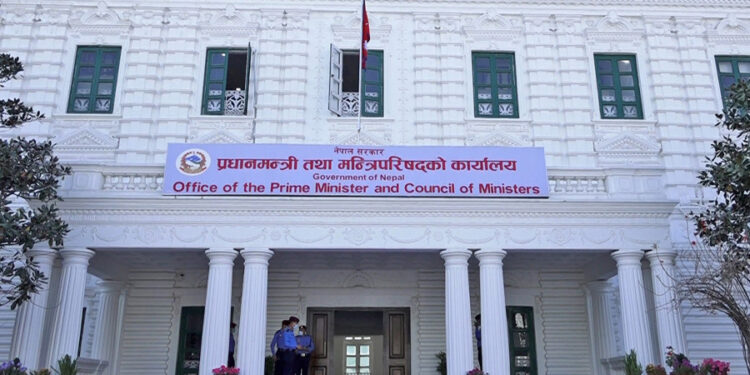 नेपाल सरकार
प्रधानमन्त्री तथा मन्त्रिपरिषद्को कार्यालय
Government of Nepal
Office of the Prime Minister and Council of Ministers